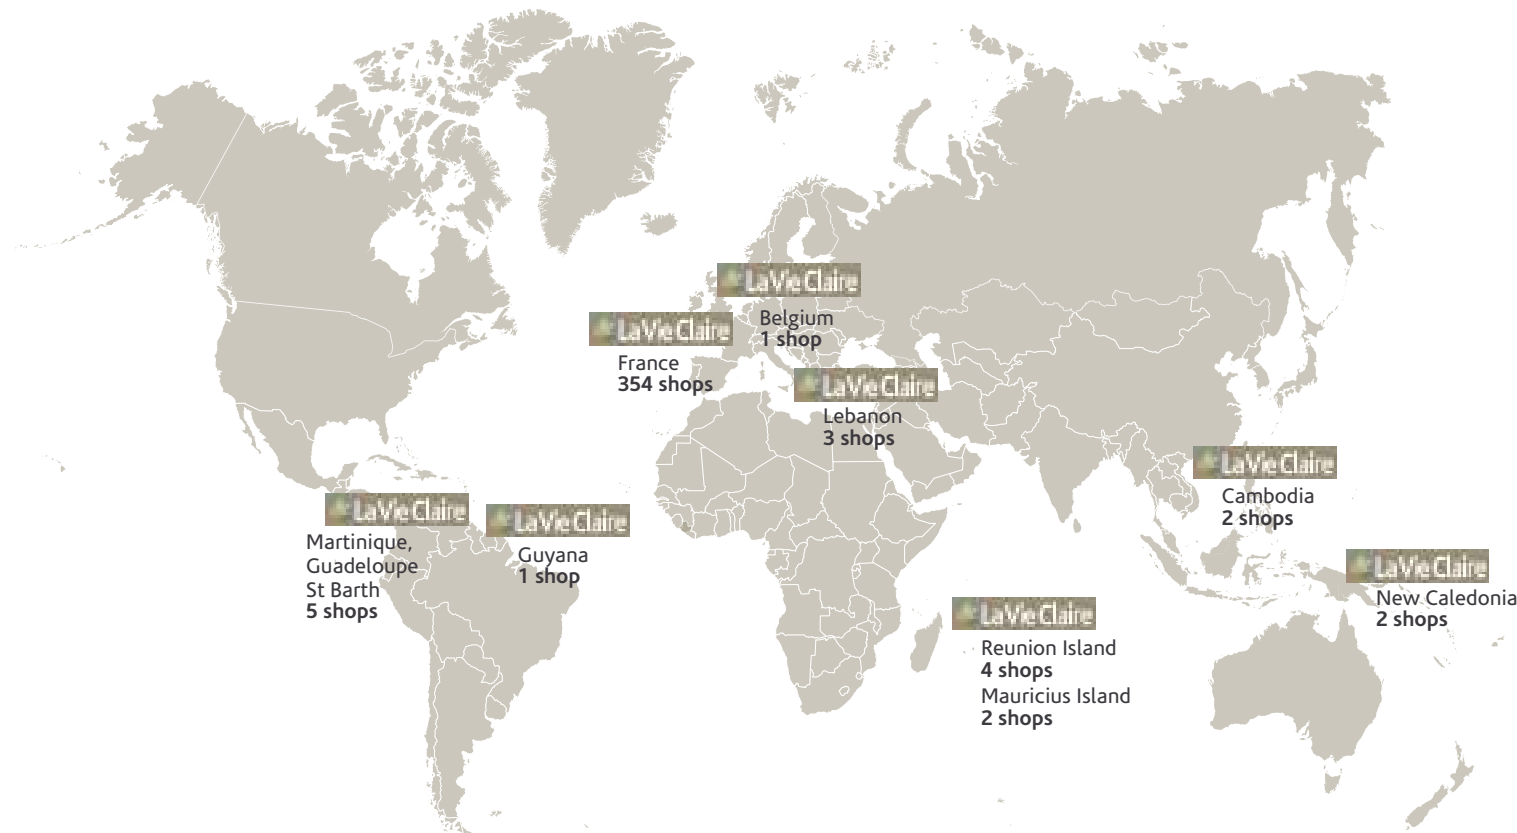 LaVieClaire
Belgium
1 shop
LaVieClaire
France
354 shops
LaVieClaire
Lebanon
3 shops
LaVieClaire
Cambodia
2 shops
LaVieClaire
Martinique,
Guadeloupe
St Barth
5 shops
LaVieClaire
Guyana
1 shop
LaVieClaire
New Caledonia
2 shops
LaVieClaire
Reunion Island
4 shops
Mauricius Island
2 shops